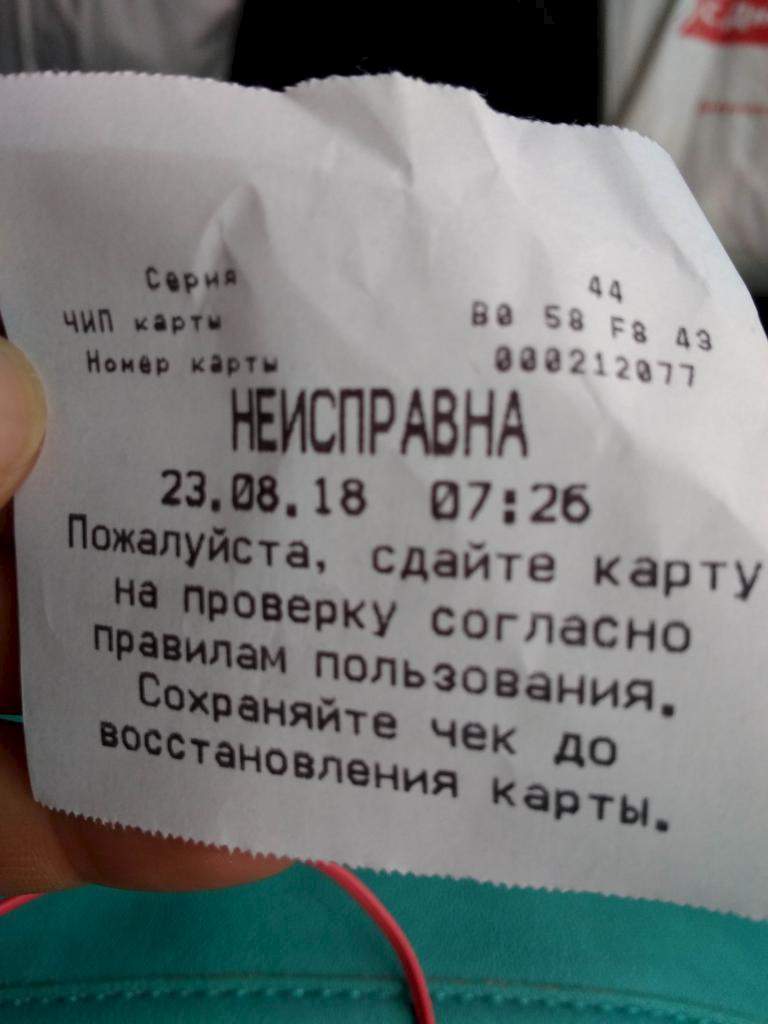 Серия 44
ЧИП карты B0 58 F8 43
Номер карты 000212077
НЕИСПРАВНА
23.08.18 07:26
Пожалуйста, сдайте карту
на проверку согласно
правилам пользования.
Сохраняйте чек до
восстановления карты.